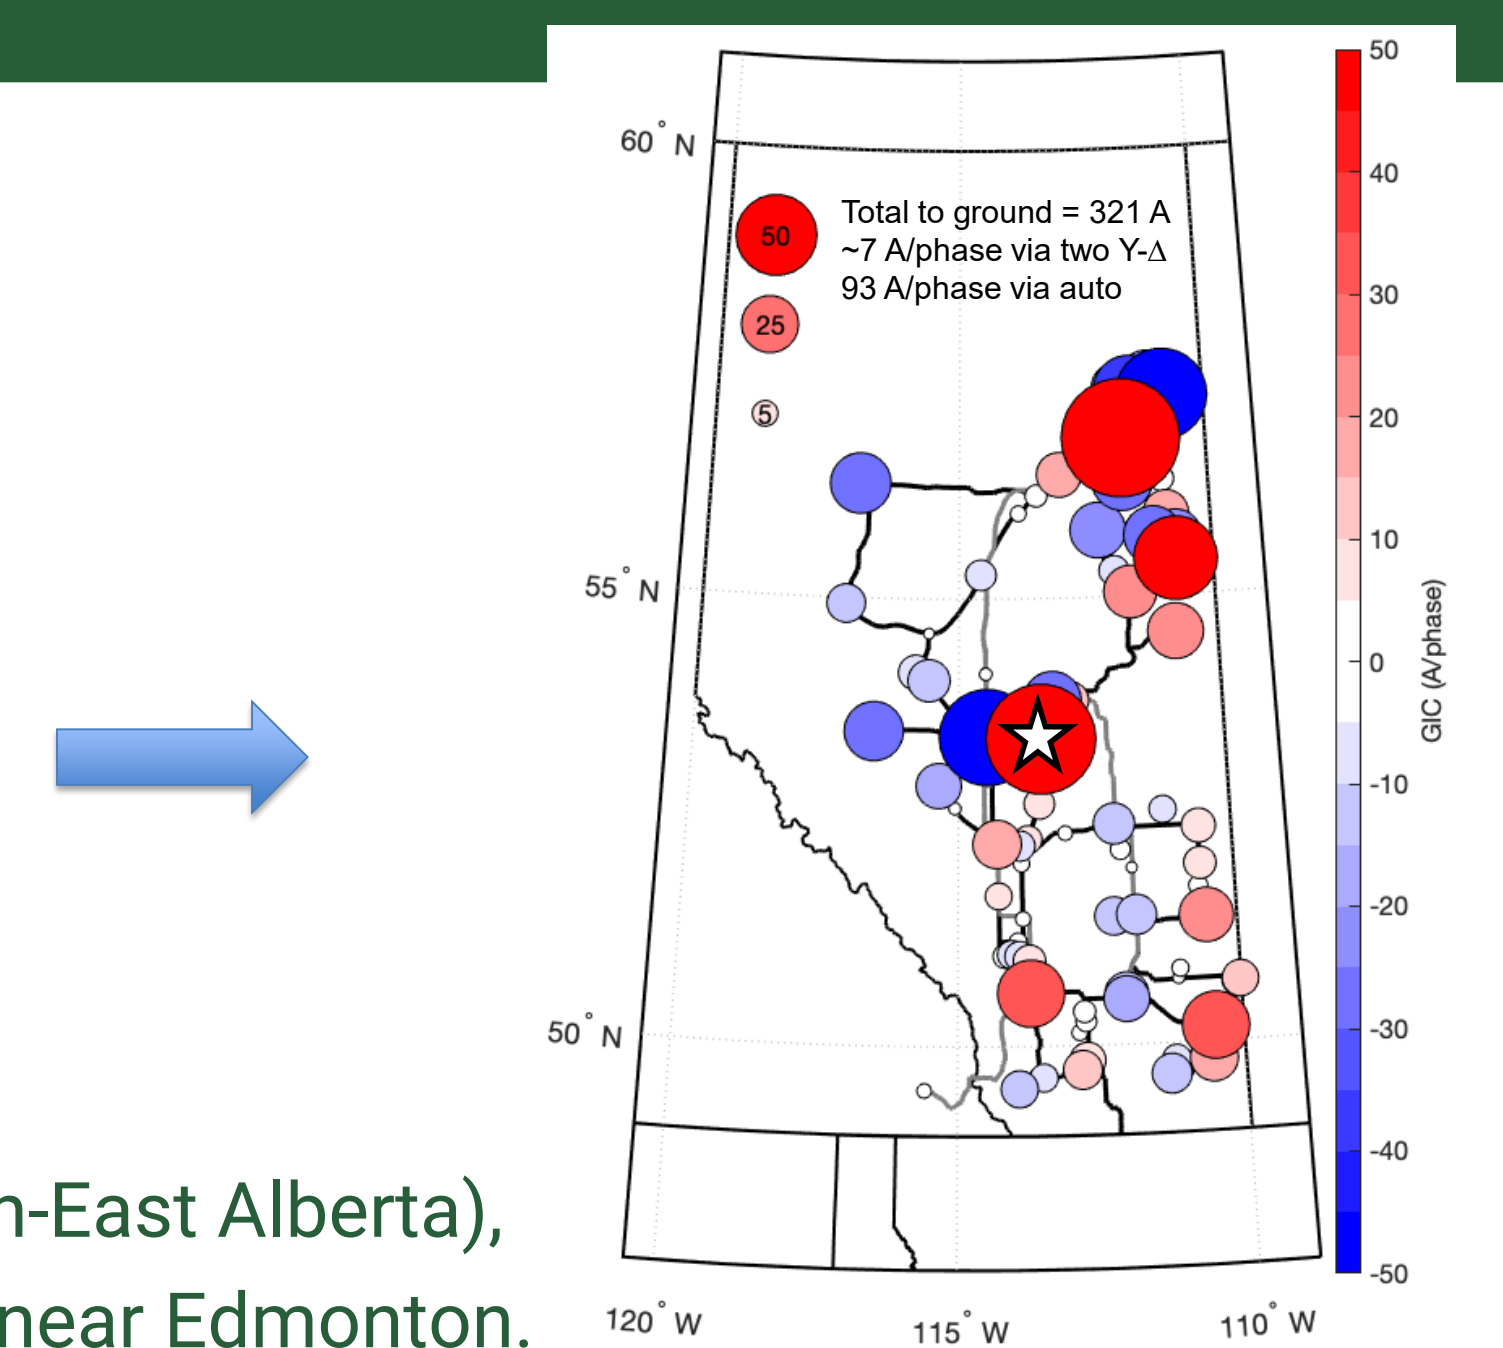 50
60° N
40
Total to ground = 321 A
50
~7 A/phase via two Y-Δ
93 A/phase via auto
30
25
20
5
10
55° N
0
GIC (A/phase)
-10
-20
50° N
-30
-40
n-East Alberta),
-50
near Edmonton.
120° W
115° W
110° W